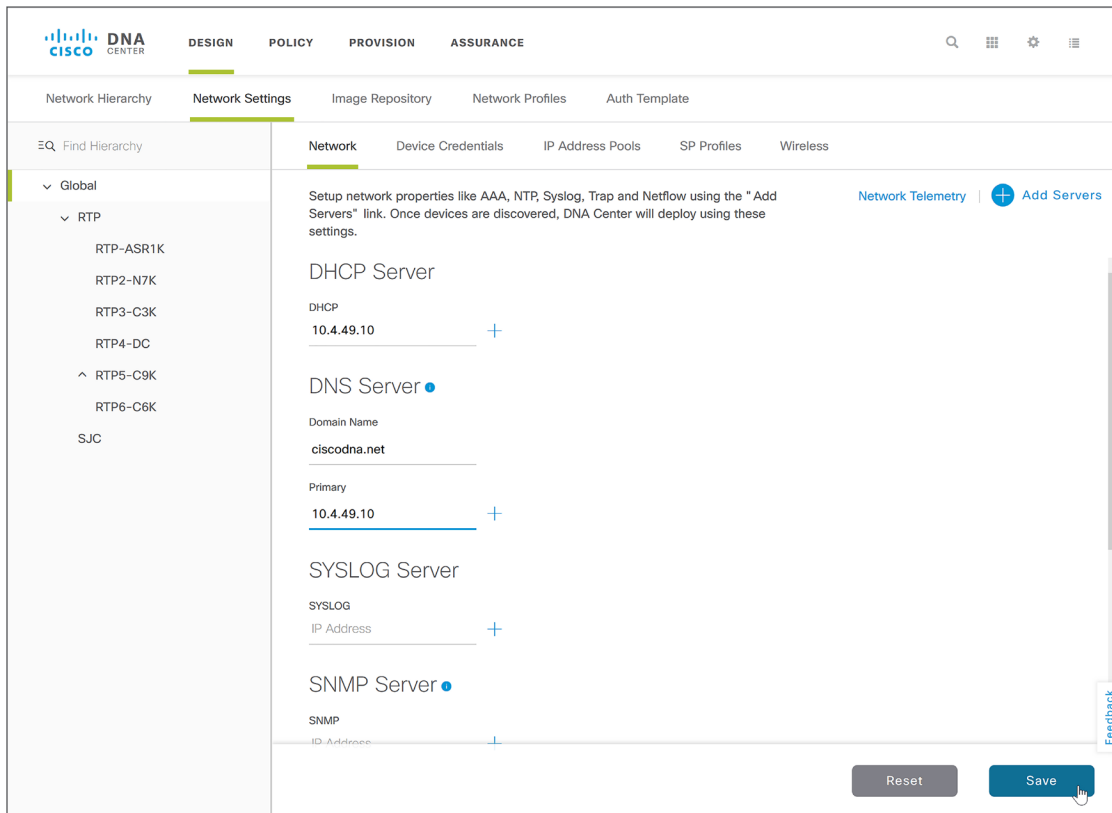 CISCO DNA CENTER
DESIGN
POLICY
PROVISION
ASSURANCE
Network Hierarchy
Network Settings
Image Repository
Network Profiles
Auth Template
Find Hierarchy
Global
RTP
RTP-ASR1K
RTP2-N7K
RTP3-C3K
RTP4-DC
RTP5-C9K
RTP6-C6K
SJC
Network
Device Credentials
IP Address Pools
SP Profiles
Wireless
Setup network properties like AAA, NTP, Syslog, Trap and Netflow using the "Add
Servers" link. Once devices are discovered, DNA Center will deploy using these
settings.
Network Telemetry
Add Servers
DHCP Server
DHCP
10.4.49.10
DNS Server
Domain Name
ciscodna.net
Primary
10.4.49.10
SYSLOG Server
SYSLOG
IP Address
SNMP Server
SNMP
IP Address
Feedback
Reset
Save